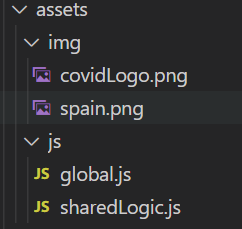 assets
img
covidLogo.png
spain.png
js
JS global.js
JS sharedLogic.js